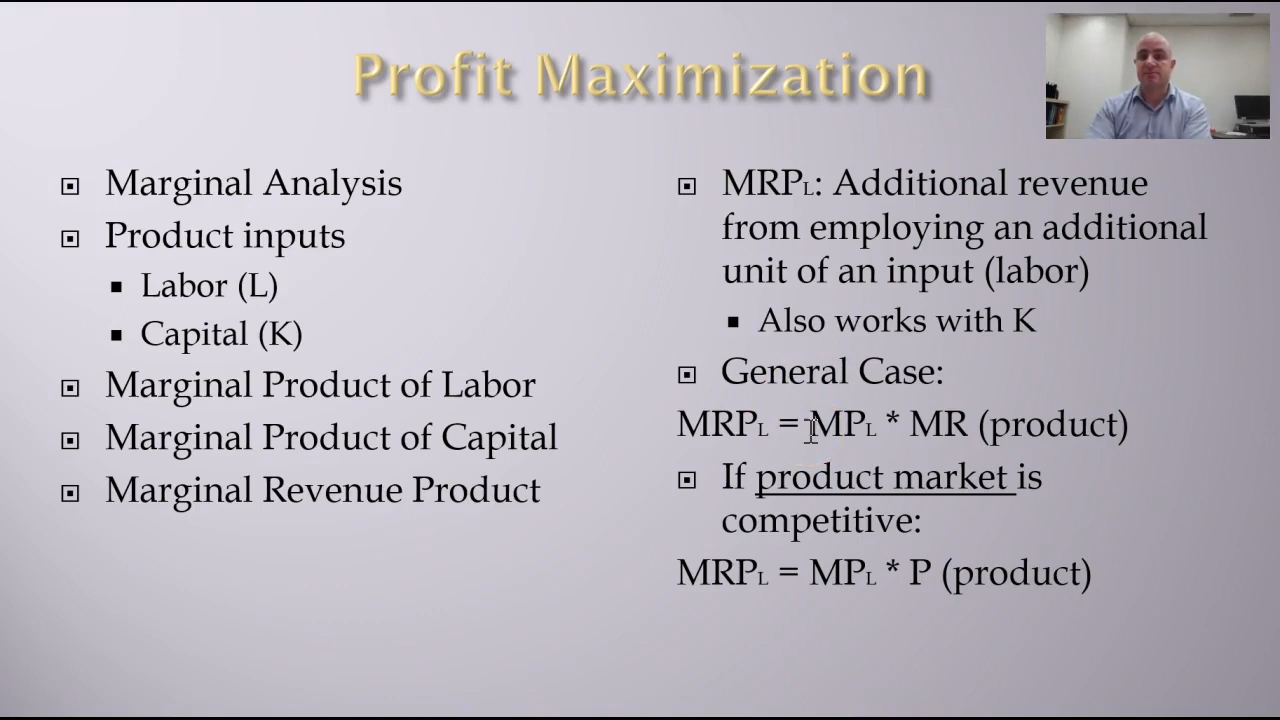 Profit Maximization
Marginal Analysis
Product inputs
Labor (L)
Capital (K)
Marginal Product of Labor
Marginal Product of Capital
Marginal Revenue Product
MRPL: Additional revenue
from employing an additional
unit of an input (labor)
Also works with K
General Case:
MRPL = MPL * MR (product)
If product market is
competitive:
MRPL = MPL * P (product)